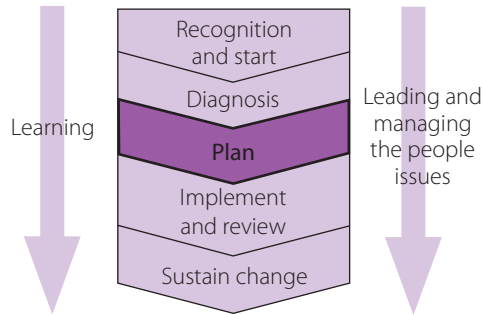 Recognition
and start
Diagnosis
Learning
Plan
Leading and
managing
the people
issues
Implement
and review
Sustain change